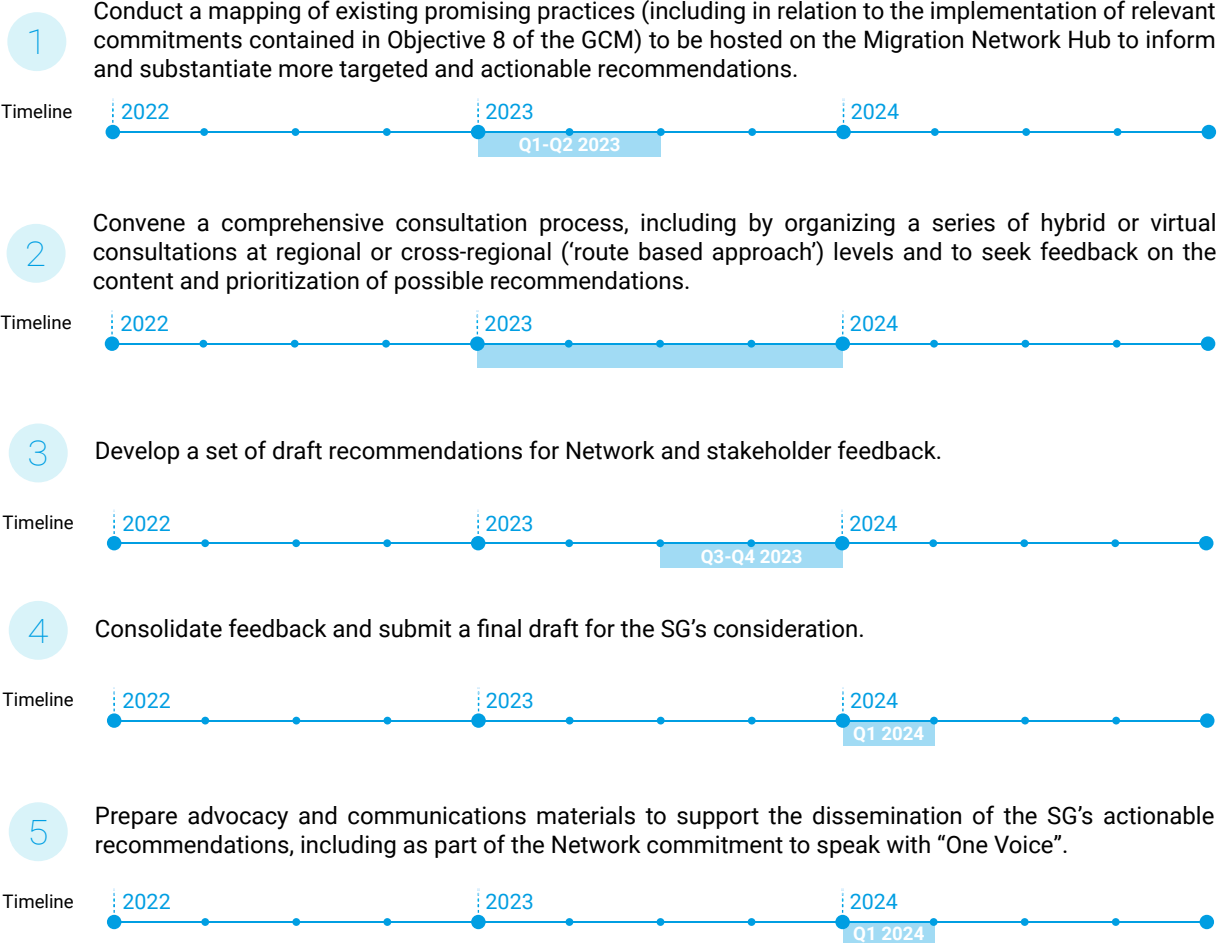 1
Conduct a mapping of existing promising practices (including in relation to the implementation of relevant
commitments contained in Objective 8 of the GCM) to be hosted on the Migration Network Hub to inform
and substantiate more targeted and actionable recommendations.
Timeline 2022 2023 2024
Q1-Q2 2023
2
Convene a comprehensive consultation process, including by organizing a series of hybrid or virtual
consultations at regional or cross-regional (‘route based approach’) levels and to seek feedback on the
content and prioritization of possible recommendations.
Timeline 2022 2023 2024
3
Develop a set of draft recommendations for Network and stakeholder feedback.
Timeline 2022 2023 2024
Q3-Q4 2023
4
Consolidate feedback and submit a final draft for the SG’s consideration.
Timeline 2022 2023 2024
Q1 2024
5
Prepare advocacy and communications materials to support the dissemination of the SG’s actionable
recommendations, including as part of the Network commitment to speak with “One Voice”.
Timeline 2022 2023 2024
Q1 2024